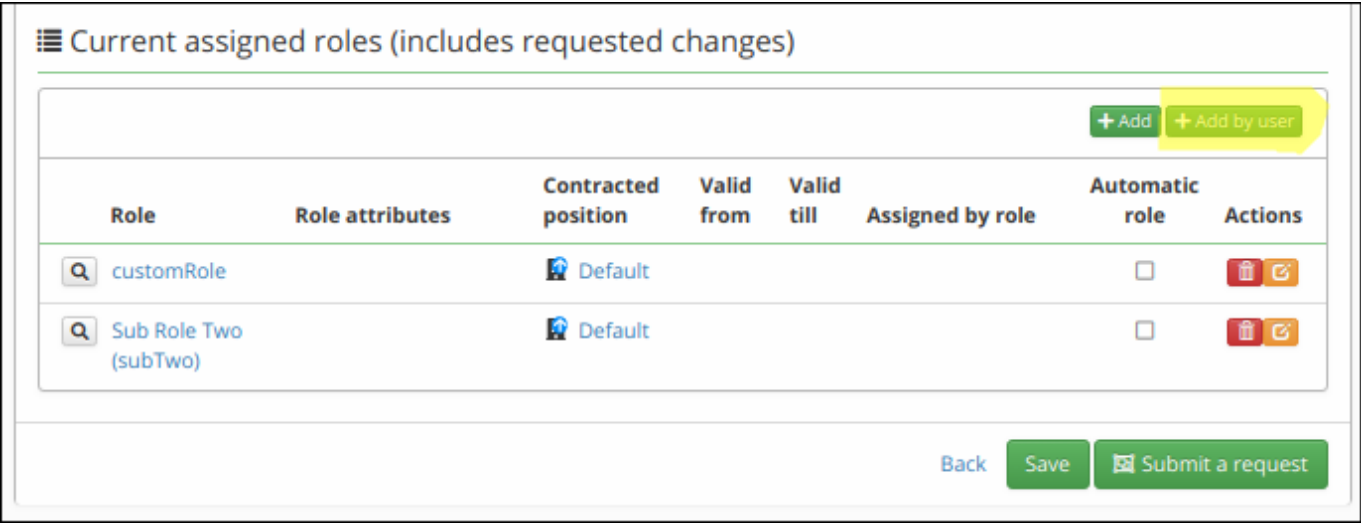 Current assigned roles (includes requested changes)
+ Add + Add by user
Role Role attributes Contracted position Valid from Valid till Assigned by role Automatic role Actions
customRole Default
Sub Role Two (subTwo) Default
Back Save Submit a request